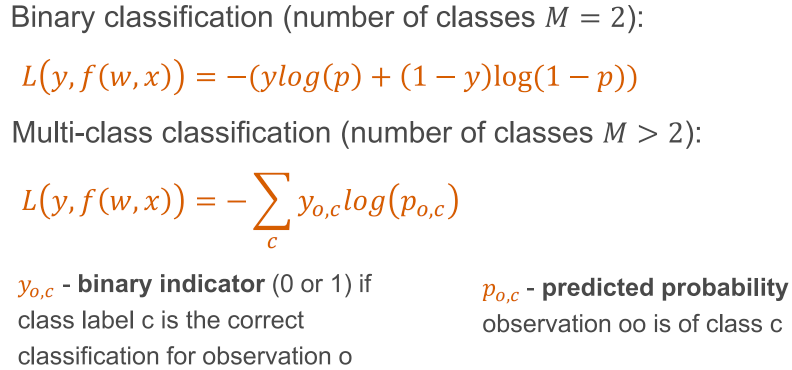 Binary classification (number of classes M = 2):
L(y, f(w, x)) = −(ylog(p) + (1 − y)log(1 − p))
Multi-class classification (number of classes M > 2):
L(y, f(w, x)) = − ∑_c y_{o,c}log(p_{o,c})
y_{o,c} - binary indicator (0 or 1) if
class label c is the correct
classification for observation o
p_{o,c} - predicted probability
observation oo is of class c